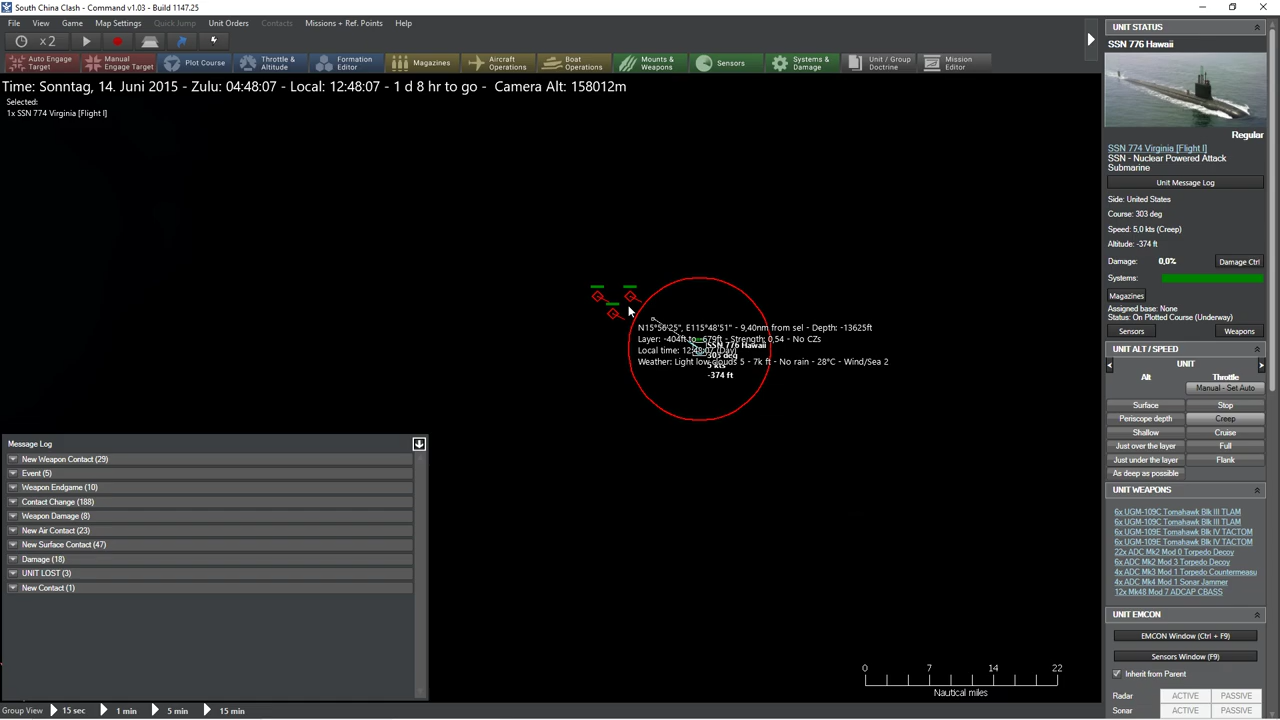 South China Clash - Command v1.03 - Build 1147.25
File View Game Map Settings Quick Jump Unit Orders Contacts Missions + Ref. Points Help
x2
Auto Engage Target
Manual Engage Target
Plot Course
Throttle & Altitude
Formation Editor
Magazines
Aircraft Operations
Boat Operations
Mounts & Weapons
Sensors
Systems & Damage
Unit / Group Doctrine
Mission Editor
Time: Sonntag, 14. Juni 2015 - Zulu: 04:48:07 - Local: 12:48:07 - 1 d 8 hr to go - Camera Alt: 158012m
Selected:
1x SSN 774 Virginia [Flight I]
N15°56'25", E115°48'51" - 9,40nm from sel - Depth: -13625ft
Layer: -404ft to -679ft - Strength: 0,54 - No CZs
SSN 776 Hawaii
Local time: 12:48:07 (Day)
303 deg
Weather: Light low clouds 5 - 7k ft - No rain - 28°C - Wind/Sea 2
5 kts
-374 ft
Message Log
New Weapon Contact (29)
Event (5)
Weapon Endgame (10)
Contact Change (188)
Weapon Damage (8)
New Air Contact (23)
New Surface Contact (47)
Damage (18)
UNIT LOST (3)
New Contact (1)
0 7 14 22
Nautical miles
Group View 15 sec 1 min 5 min 15 min
UNIT STATUS
SSN 776 Hawaii
Regular
SSN 774 Virginia [Flight I]
SSN - Nuclear Powered Attack
Submarine
Unit Message Log
Side: United States
Course: 303 deg
Speed: 5,0 kts (Creep)
Altitude: -374 ft
Damage: 0,0% Damage Ctrl
Systems:
Magazines
Assigned base: None
Status: On Plotted Course (Underway)
Sensors Weapons
UNIT ALT / SPEED
< UNIT >
Alt Throttle
Manual - Set Auto
Surface Stop
Periscope depth Creep
Shallow Cruise
Just over the layer Full
Just under the layer Flank
As deep as possible
UNIT WEAPONS
6x UGM-109C Tomahawk Blk III TLAM
6x UGM-109C Tomahawk Blk III TLAM
6x UGM-109E Tomahawk Blk IV TACTOM
6x UGM-109E Tomahawk Blk IV TACTOM
22x ADC Mk2 Mod 0 Torpedo Decoy
6x ADC Mk2 Mod 3 Torpedo Decoy
4x ADC Mk3 Mod 1 Torpedo Countermeasu
4x ADC Mk4 Mod 1 Sonar Jammer
12x Mk48 Mod 7 ADCAP CBASS
UNIT EMCON
EMCON Window (Ctrl + F9)
Sensors Window (F9)
Inherit from Parent
Radar ACTIVE PASSIVE
Sonar ACTIVE PASSIVE